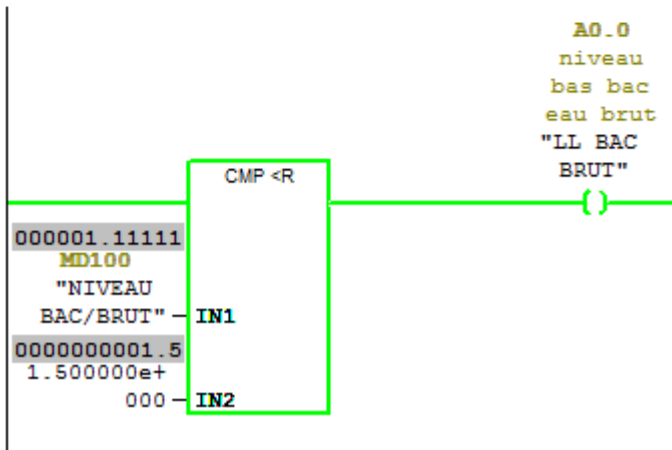 A0.0
niveau
bas bac
eau brut
"LL BAC
BRUT"
CMP <R
000001.11111
MD100
"NIVEAU
BAC/BRUT"
IN1
0000000001.5
1.500000e+
000
IN2